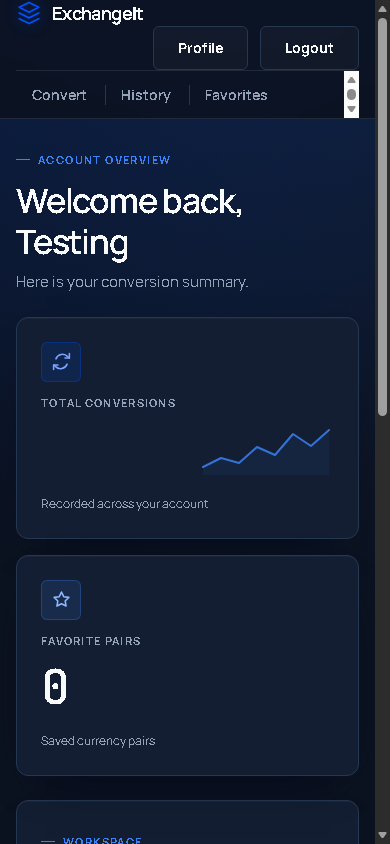 ExchangeIt
Profile
Logout
Convert
History
Favorites
ACCOUNT OVERVIEW
Welcome back,
Testing
Here is your conversion summary.
TOTAL CONVERSIONS
Recorded across your account
FAVORITE PAIRS
0
Saved currency pairs
WORKSPACE